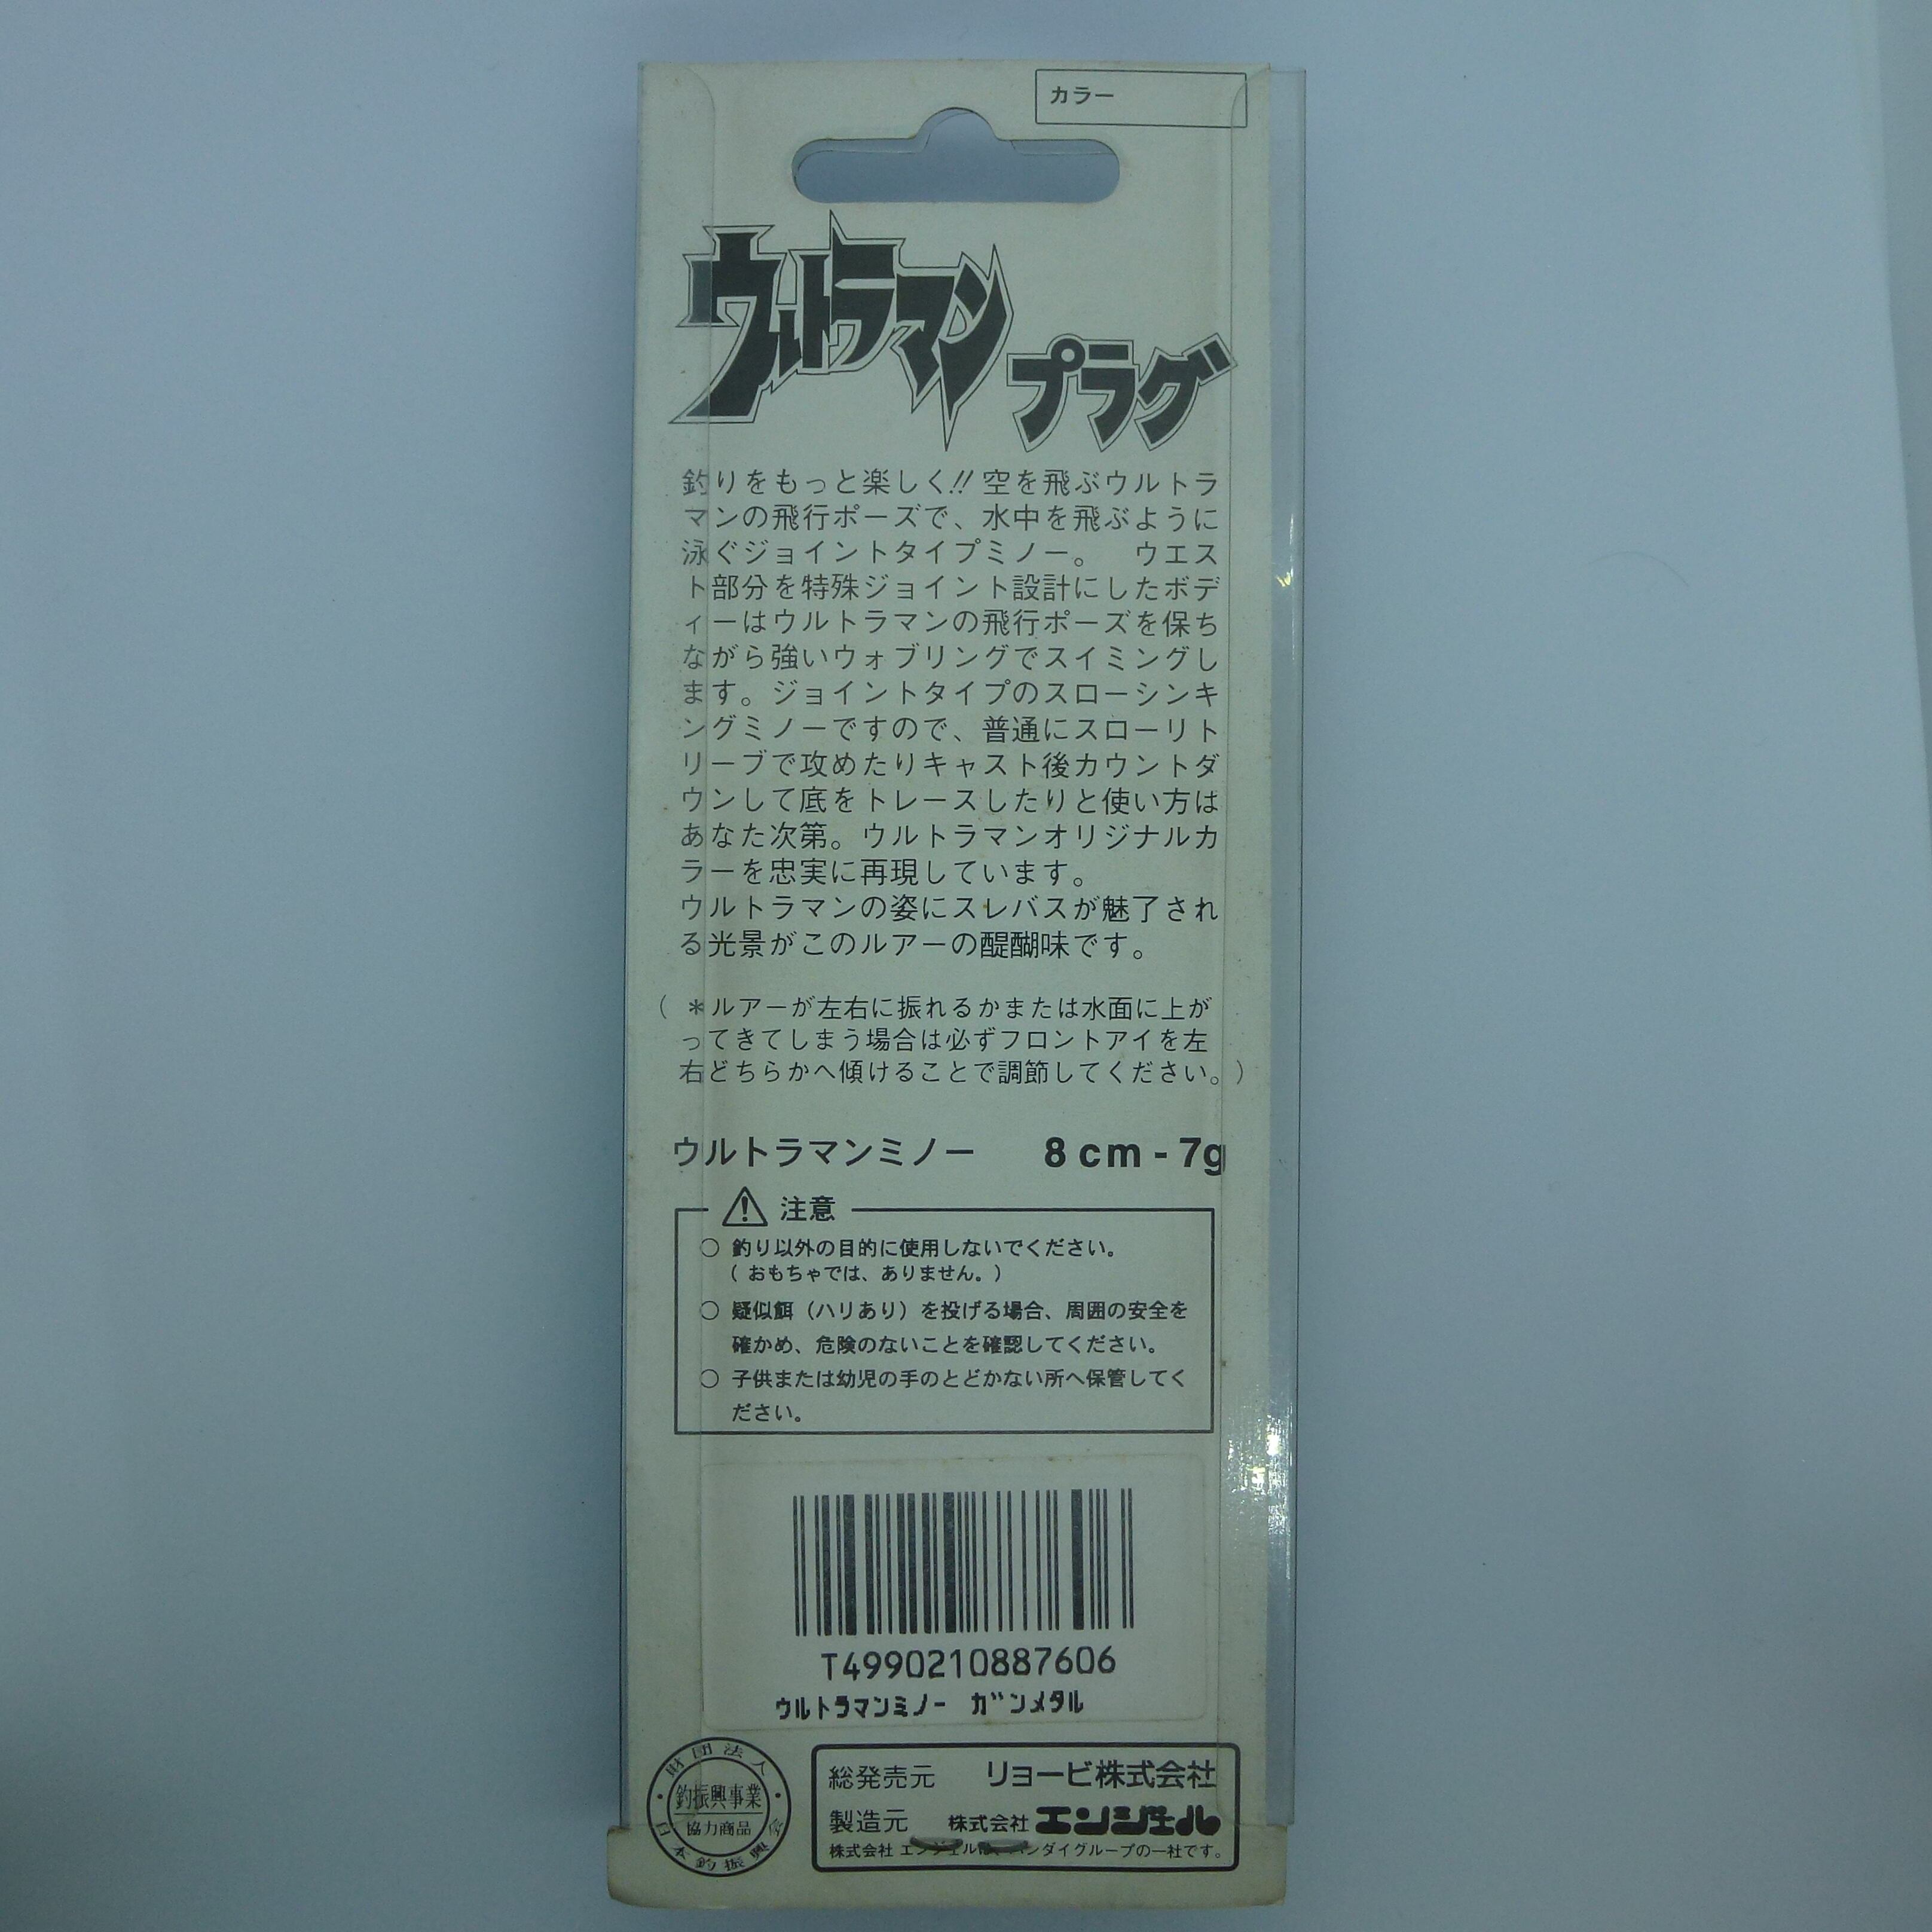 カラー
ウルトラマン
プラグ
釣りをもっと楽しく!! 空を飛ぶウルトラ
マンの飛行ポーズで、水中を飛ぶように
泳ぐジョイントタイプミノー。 ウエス
ト部分を特殊ジョイント設計にしたボデ
ィーはウルトラマンの飛行ポーズを保ち
ながら強いウォブリングでスイミングし
ます。ジョイントタイプのスローシンキ
ングミノーですので、普通にスローリト
リーブで攻めたりキャスト後カウントダ
ウンして底をトレースしたりと使い方は
あなた次第。ウルトラマンオリジナルカ
ラーを忠実に再現しています。
ウルトラマンの姿にスレバスが魅了され
る光景がこのルアーの醍醐味です。
( *ルアーが左右に振れるかまたは水面に上が
ってきてしまう場合は必ずフロントアイを左
右どちらかへ傾けることで調節してください。)
ウルトラマンミノー 8cm-7g
注意
○ 釣り以外の目的に使用しないでください。
( おもちゃでは、ありません。)
○ 疑似餌(ハリあり)を投げる場合、周囲の安全を
確かめ、危険のないことを確認してください。
○ 子供または幼児の手のとどかない所へ保管してく
ださい。
T4990210887606
ウルトラマンミノー ガンメタル
財団法人
釣振興事業
協力商品
日本釣振興会
総発売元 リョービ株式会社
製造元 株式会社エンジェル
株式会社 エンジェルは、バンダイグループの一社です。